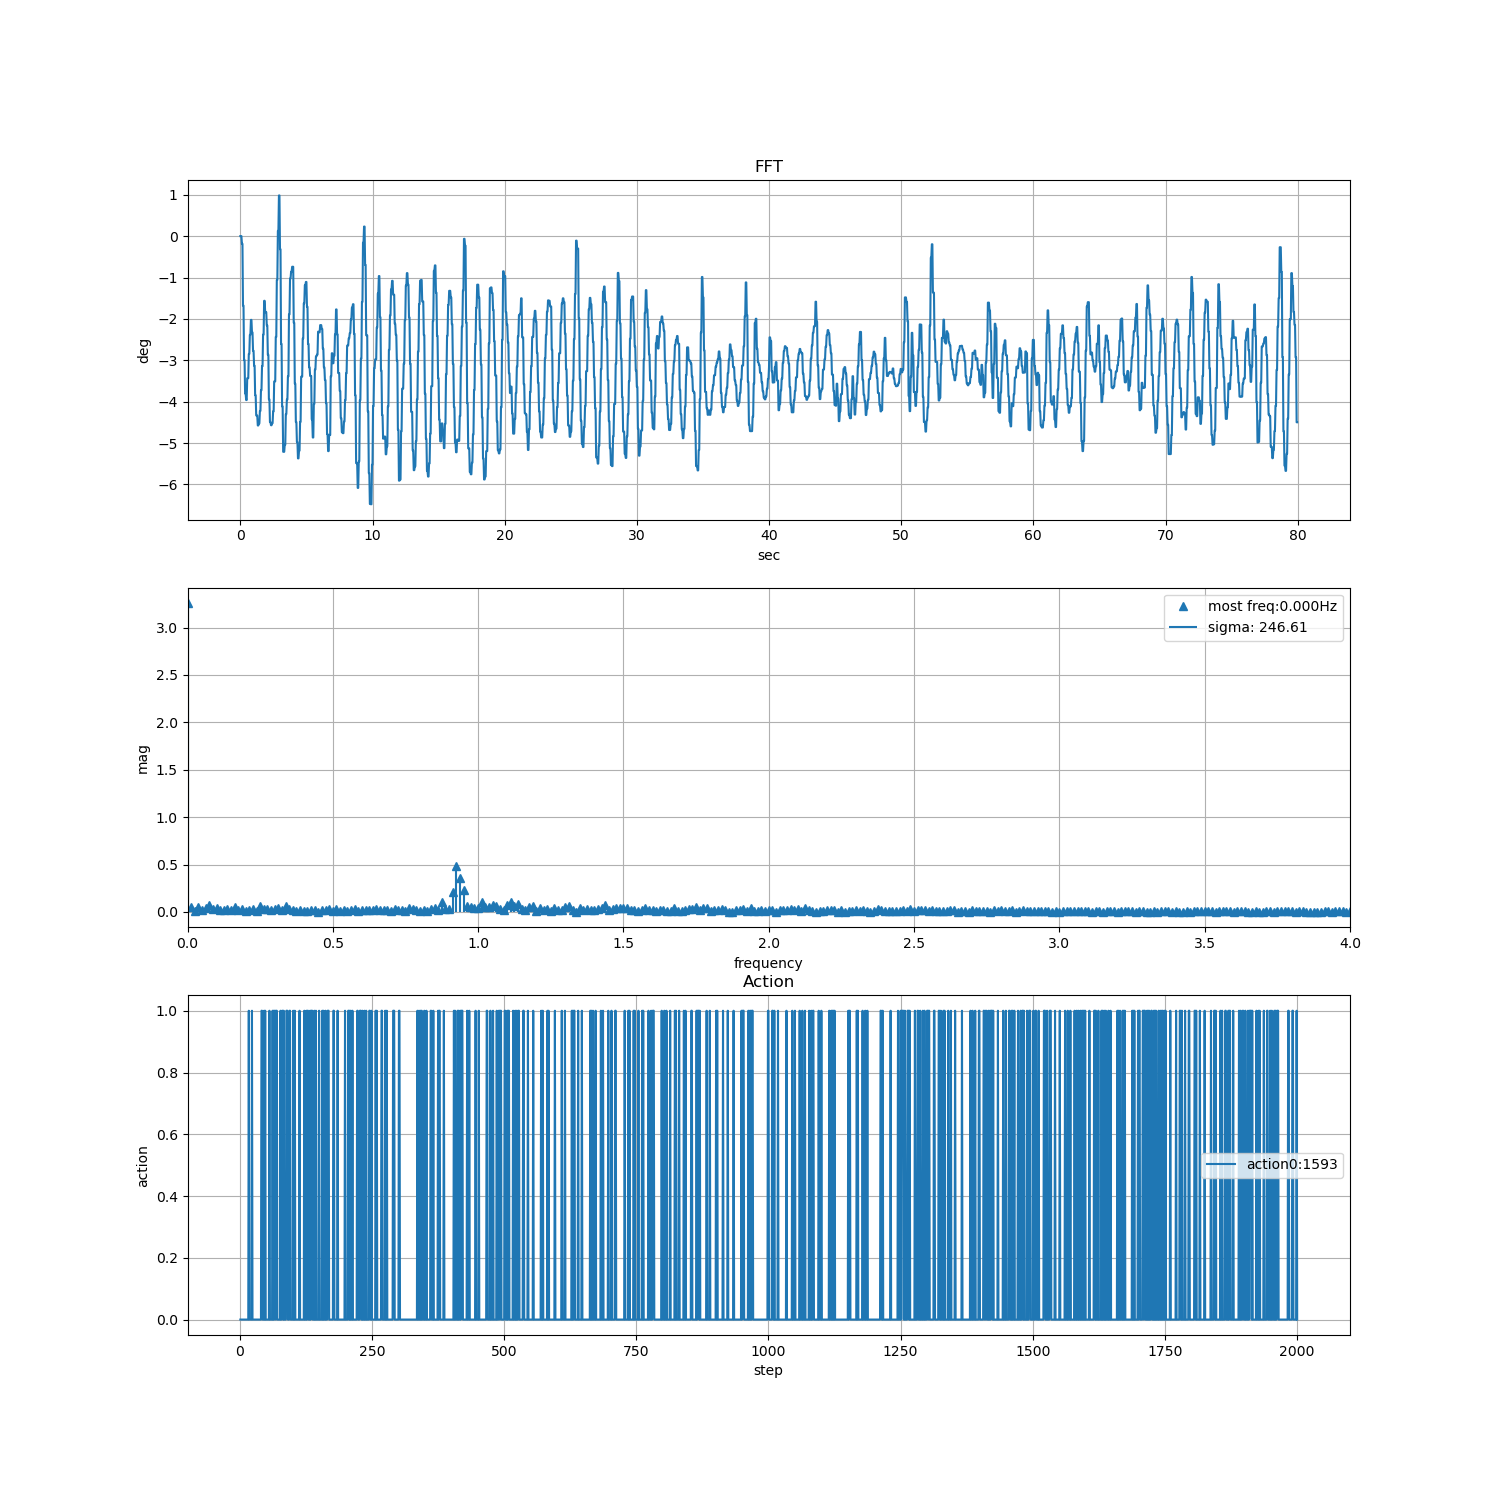 FFT
1
0
−1
−2
−3
−4
−5
−6
deg
0 10 20 30 40 50 60 70 80
sec
most freq:0.000Hz
sigma: 246.61
3.0
2.5
2.0
1.5
1.0
0.5
0.0
mag
0.0 0.5 1.0 1.5 2.0 2.5 3.0 3.5 4.0
frequency
Action
1.0
0.8
0.6
0.4
0.2
0.0
action
action0:1593
0 250 500 750 1000 1250 1500 1750 2000
step